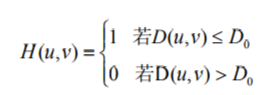 H(u,v) = { 1 若D(u,v) ≤ D₀
0 若D(u,v) > D₀